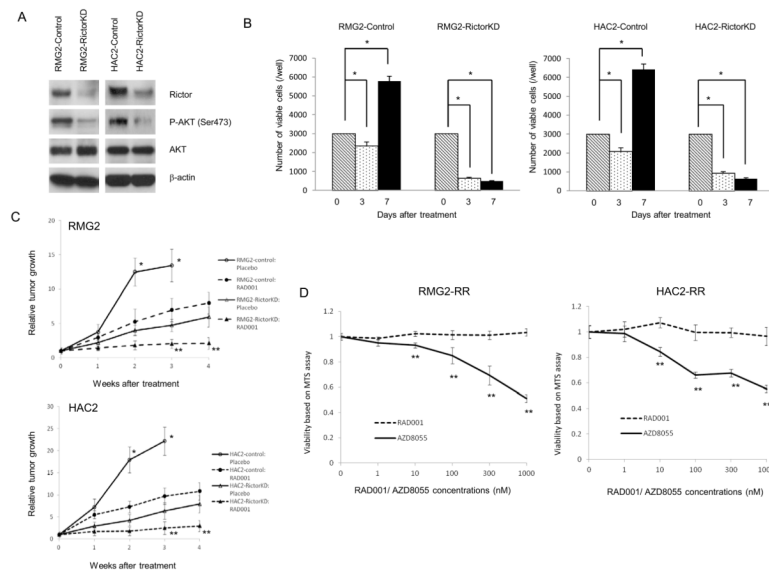 A
RMG2-Control
RMG2-RictorKD
HAC2-Control
HAC2-RictorKD
Rictor
P-AKT (Ser473)
AKT
β-actin
B
RMG2-Control
RMG2-RictorKD
Number of viable cells (/well)
7000
6000
5000
4000
3000
2000
1000
0
*
*
*
*
0 3 7 0 3 7
Days after treatment
HAC2-Control
HAC2-RictorKD
Number of viable cells (/well)
7000
6000
5000
4000
3000
2000
1000
0
*
*
*
*
0 3 7 0 3 7
Days after treatment
C
RMG2
Relative tumor growth
20
15
10
5
0
* *
** **
0 1 2 3 4
Weeks after treatment
RMG2-control: Placebo
RMG2-control: RAD001
RMG2-RictorKD: Placebo
RMG2-RictorKD: RAD001
HAC2
Relative tumor growth
30
25
20
15
10
5
0
* *
** **
0 1 2 3 4
Weeks after treatment
HAC2-control: Placebo
HAC2-control: RAD001
HAC2-RictorKD: Placebo
HAC2-RictorKD: RAD001
D
RMG2-RR
Viability based on MTS assay
1.2
1
0.8
0.6
0.4
0.2
0
** ** ** **
RAD001
AZD8055
0 1 10 100 300 1000
RAD001/ AZD8055 concentrations (nM)
HAC2-RR
Viability based on MTS assay
1.2
1
0.8
0.6
0.4
0.2
0
** ** ** **
RAD001
AZD8055
0 1 10 100 300 1000
RAD001/ AZD8055 concentrations (nM)